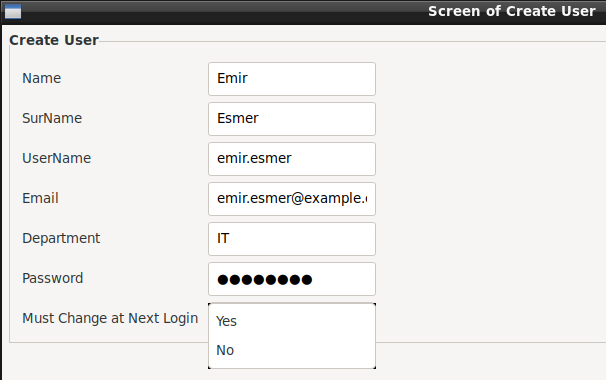 Screen of Create User
Create User
Name Emir
SurName Esmer
UserName emir.esmer
Email emir.esmer@example.
Department IT
Password ●●●●●●●●
Must Change at Next Login
Yes
No